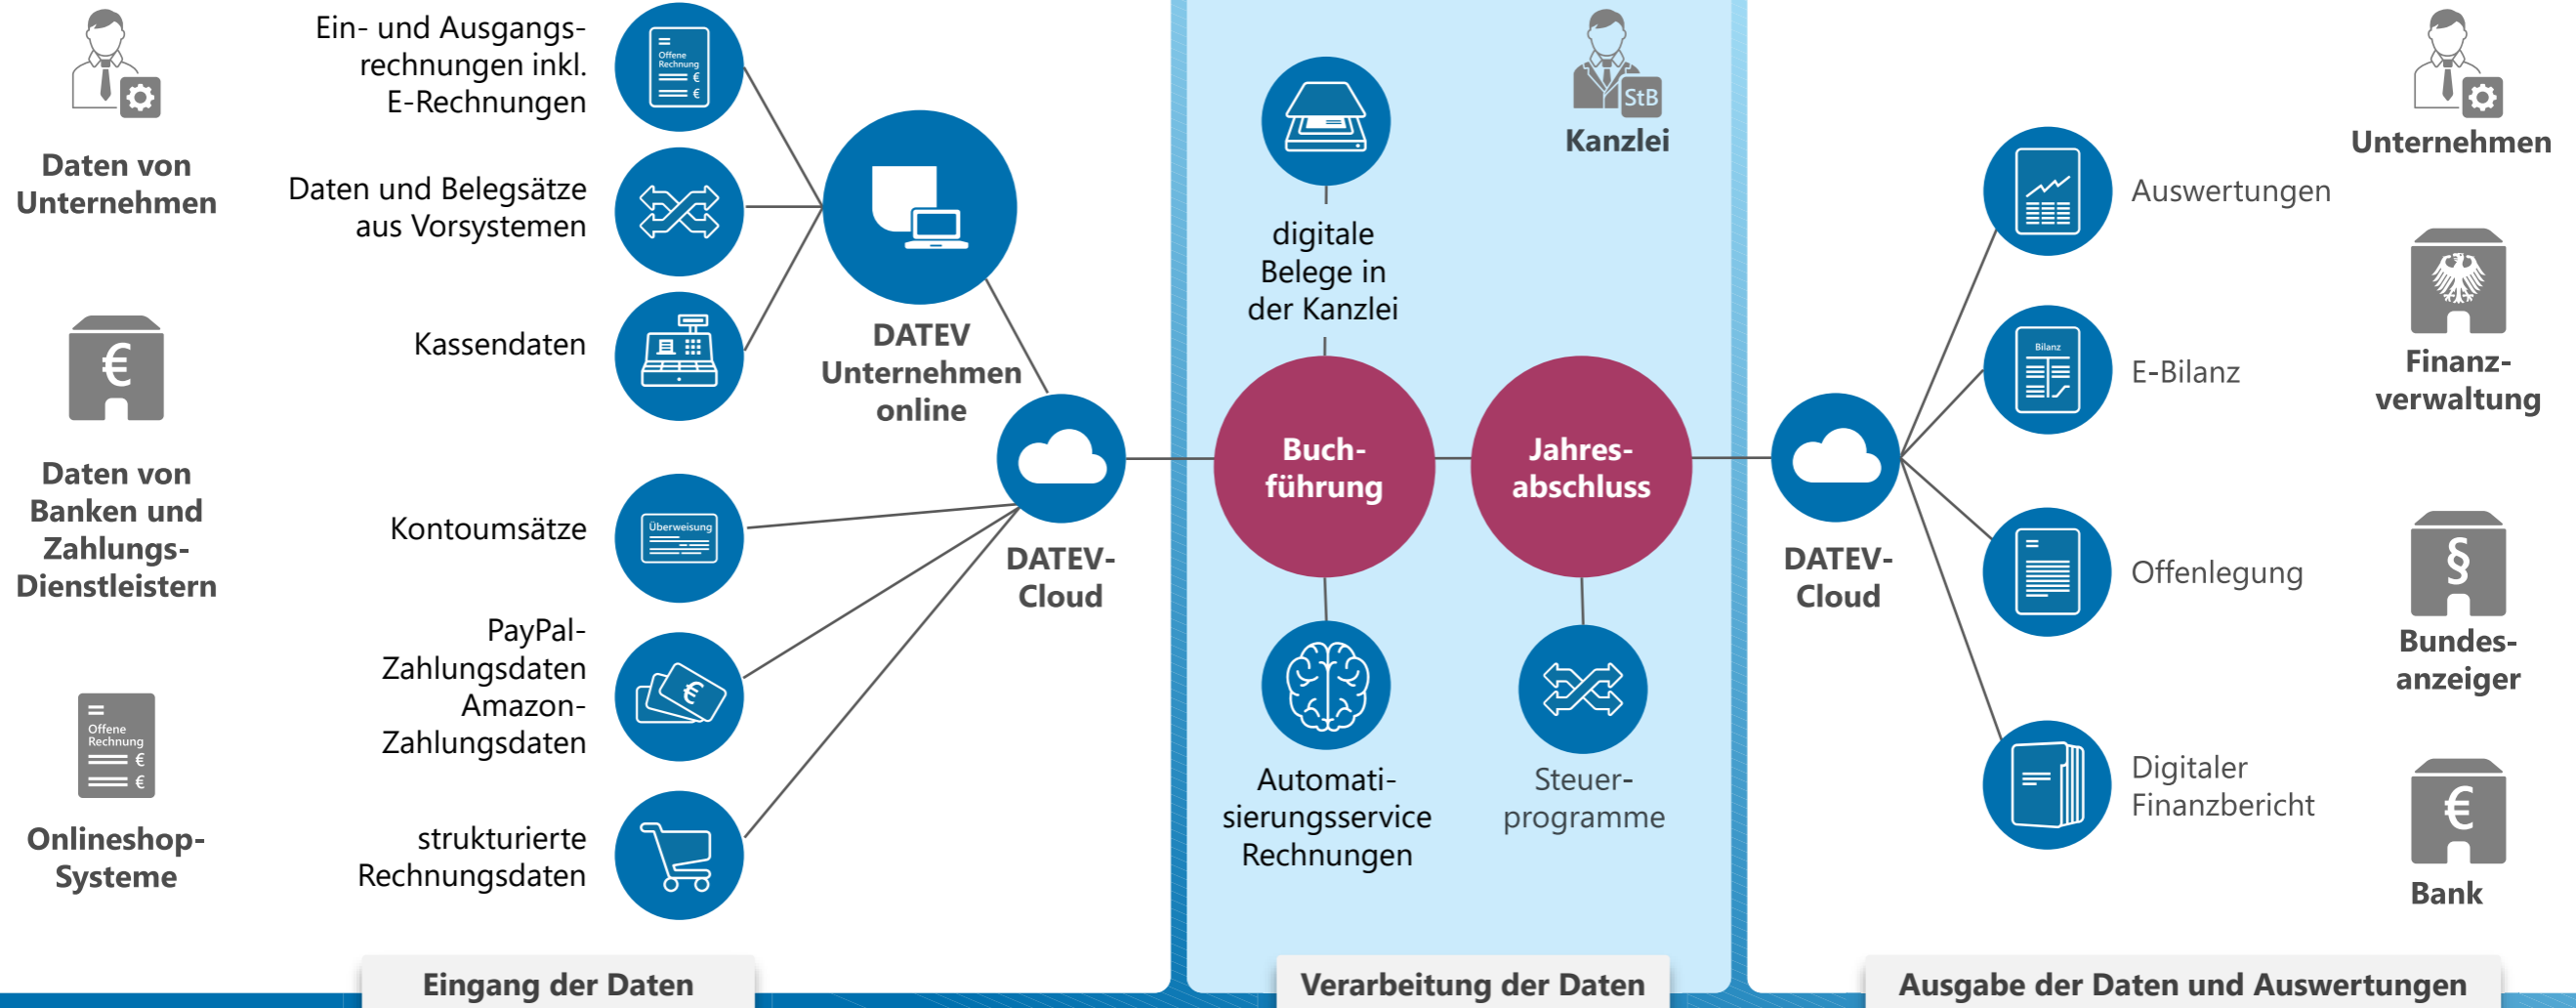 Daten von
Unternehmen
€
Daten von
Banken und
Zahlungs-
Dienstleistern
Offene
Rechnung
€
€
Onlineshop-
Systeme
Ein- und Ausgangs-
rechnungen inkl.
E-Rechnungen
Offene
Rechnung
€
€
Daten und Belegsätze
aus Vorsystemen
Kassendaten
Kontoumsätze
Überweisung
PayPal-
Zahlungsdaten
Amazon-
Zahlungsdaten
€
strukturierte
Rechnungsdaten
DATEV
Unternehmen
online
DATEV-
Cloud
Eingang der Daten
StB
Kanzlei
digitale
Belege in
der Kanzlei
Buch-
führung
Jahres-
abschluss
Automati-
sierungsservice
Rechnungen
Steuer-
programme
Verarbeitung der Daten
DATEV-
Cloud
Auswertungen
Bilanz
E-Bilanz
Offenlegung
Digitaler
Finanzbericht
Unternehmen
Finanz-
verwaltung
§
Bundes-
anzeiger
€
Bank
Ausgabe der Daten und Auswertungen